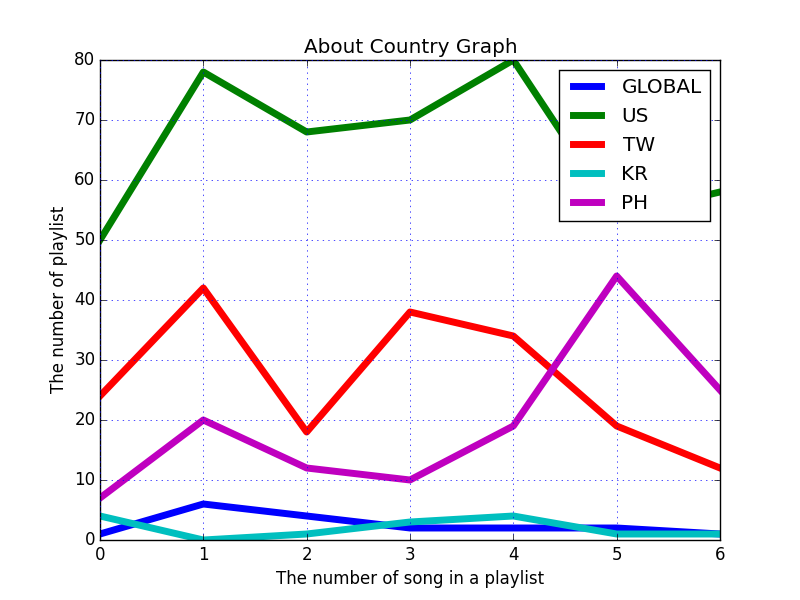 About Country Graph
80
70
60
50
40
30
20
10
0
The number of playlist
GLOBAL
US
TW
KR
PH
0 1 2 3 4 5 6
The number of song in a playlist